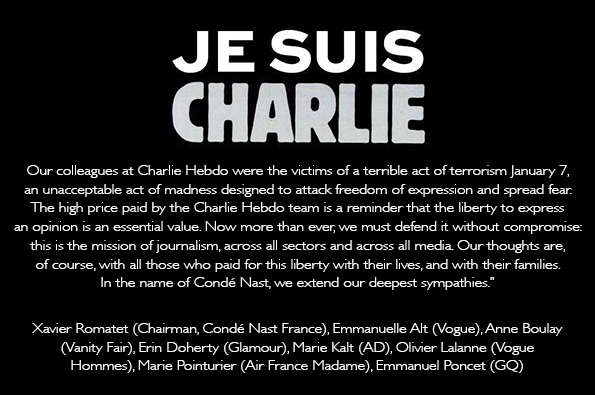 JE SUIS
CHARLIE
Our colleagues at Charlie Hebdo were the victims of a terrible act of terrorism January 7,
an unacceptable act of madness designed to attack freedom of expression and spread fear.
The high price paid by the Charlie Hebdo team is a reminder that the liberty to express
an opinion is an essential value. Now more than ever, we must defend it without compromise:
this is the mission of journalism, across all sectors and across all media. Our thoughts are,
of course, with all those who paid for this liberty with their lives, and with their families.
In the name of Condé Nast, we extend our deepest sympathies."
Xavier Romatet (Chairman, Condé Nast France), Emmanuelle Alt (Vogue), Anne Boulay
(Vanity Fair), Erin Doherty (Glamour), Marie Kalt (AD), Olivier Lalanne (Vogue
Hommes), Marie Pointurier (Air France Madame), Emmanuel Poncet (GQ)